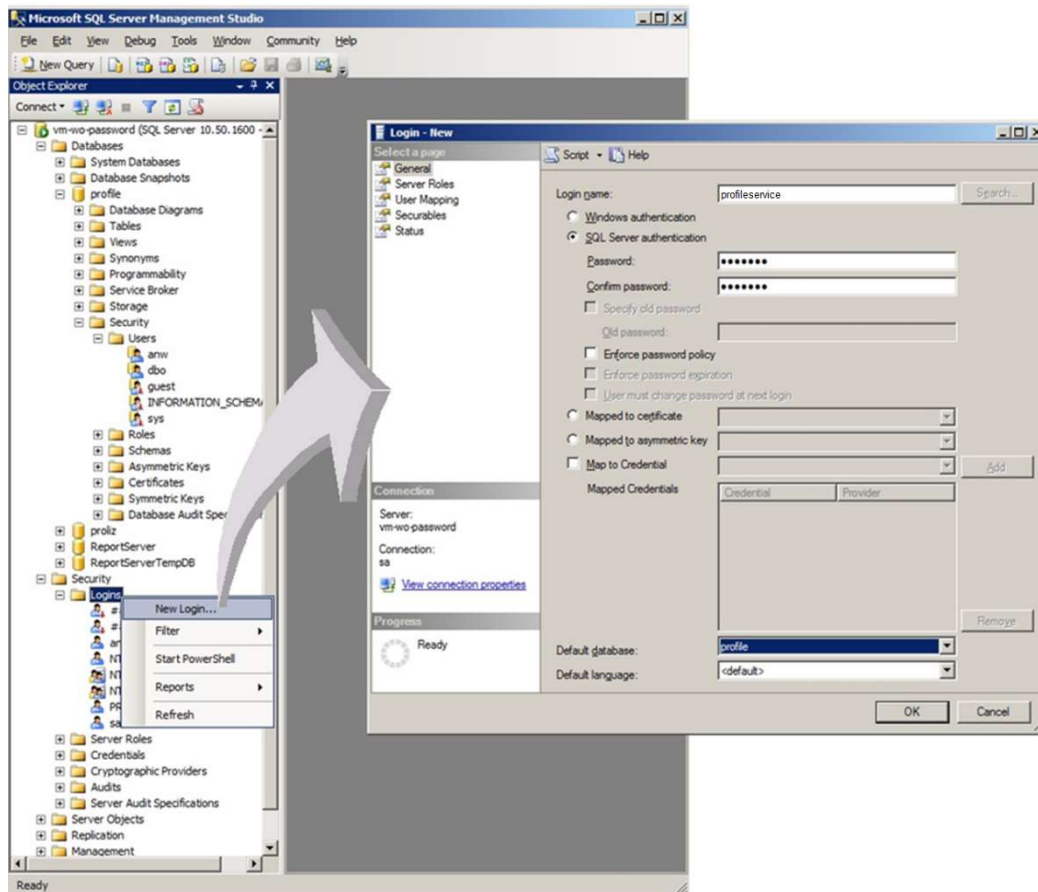 Microsoft SQL Server Management Studio
File Edit View Debug Tools Window Community Help
New Query
Object Explorer
Connect
vm-wo-password (SQL Server 10.50.1600 -
Databases
System Databases
Database Snapshots
profile
Database Diagrams
Tables
Views
Synonyms
Programmability
Service Broker
Storage
Security
Users
anw
dbo
guest
INFORMATION_SCHEMA
sys
Roles
Schemas
Asymmetric Keys
Certificates
Symmetric Keys
Database Audit Spec
proliz
ReportServer
ReportServerTempDB
Security
Logins
#
#
an
NT
NT
NT
PR
sa
New Login...
Filter
Start PowerShell
Reports
Refresh
Server Roles
Credentials
Cryptographic Providers
Audits
Server Audit Specifications
Server Objects
Replication
Management
Ready
Login - New
Select a page
General
Server Roles
User Mapping
Securables
Status
Script Help
Login name: profileservice Search...
Windows authentication
SQL Server authentication
Password: •••••••
Confirm password: •••••••
Specify old password
Old password:
Enforce password policy
Enforce password expiration
User must change password at next login
Mapped to certificate
Mapped to asymmetric key
Map to Credential Add
Mapped Credentials Credential Provider
Remove
Connection
Server:
vm-wo-password
Connection:
sa
View connection properties
Progress
Ready
Default database: profile
Default language: <default>
OK Cancel